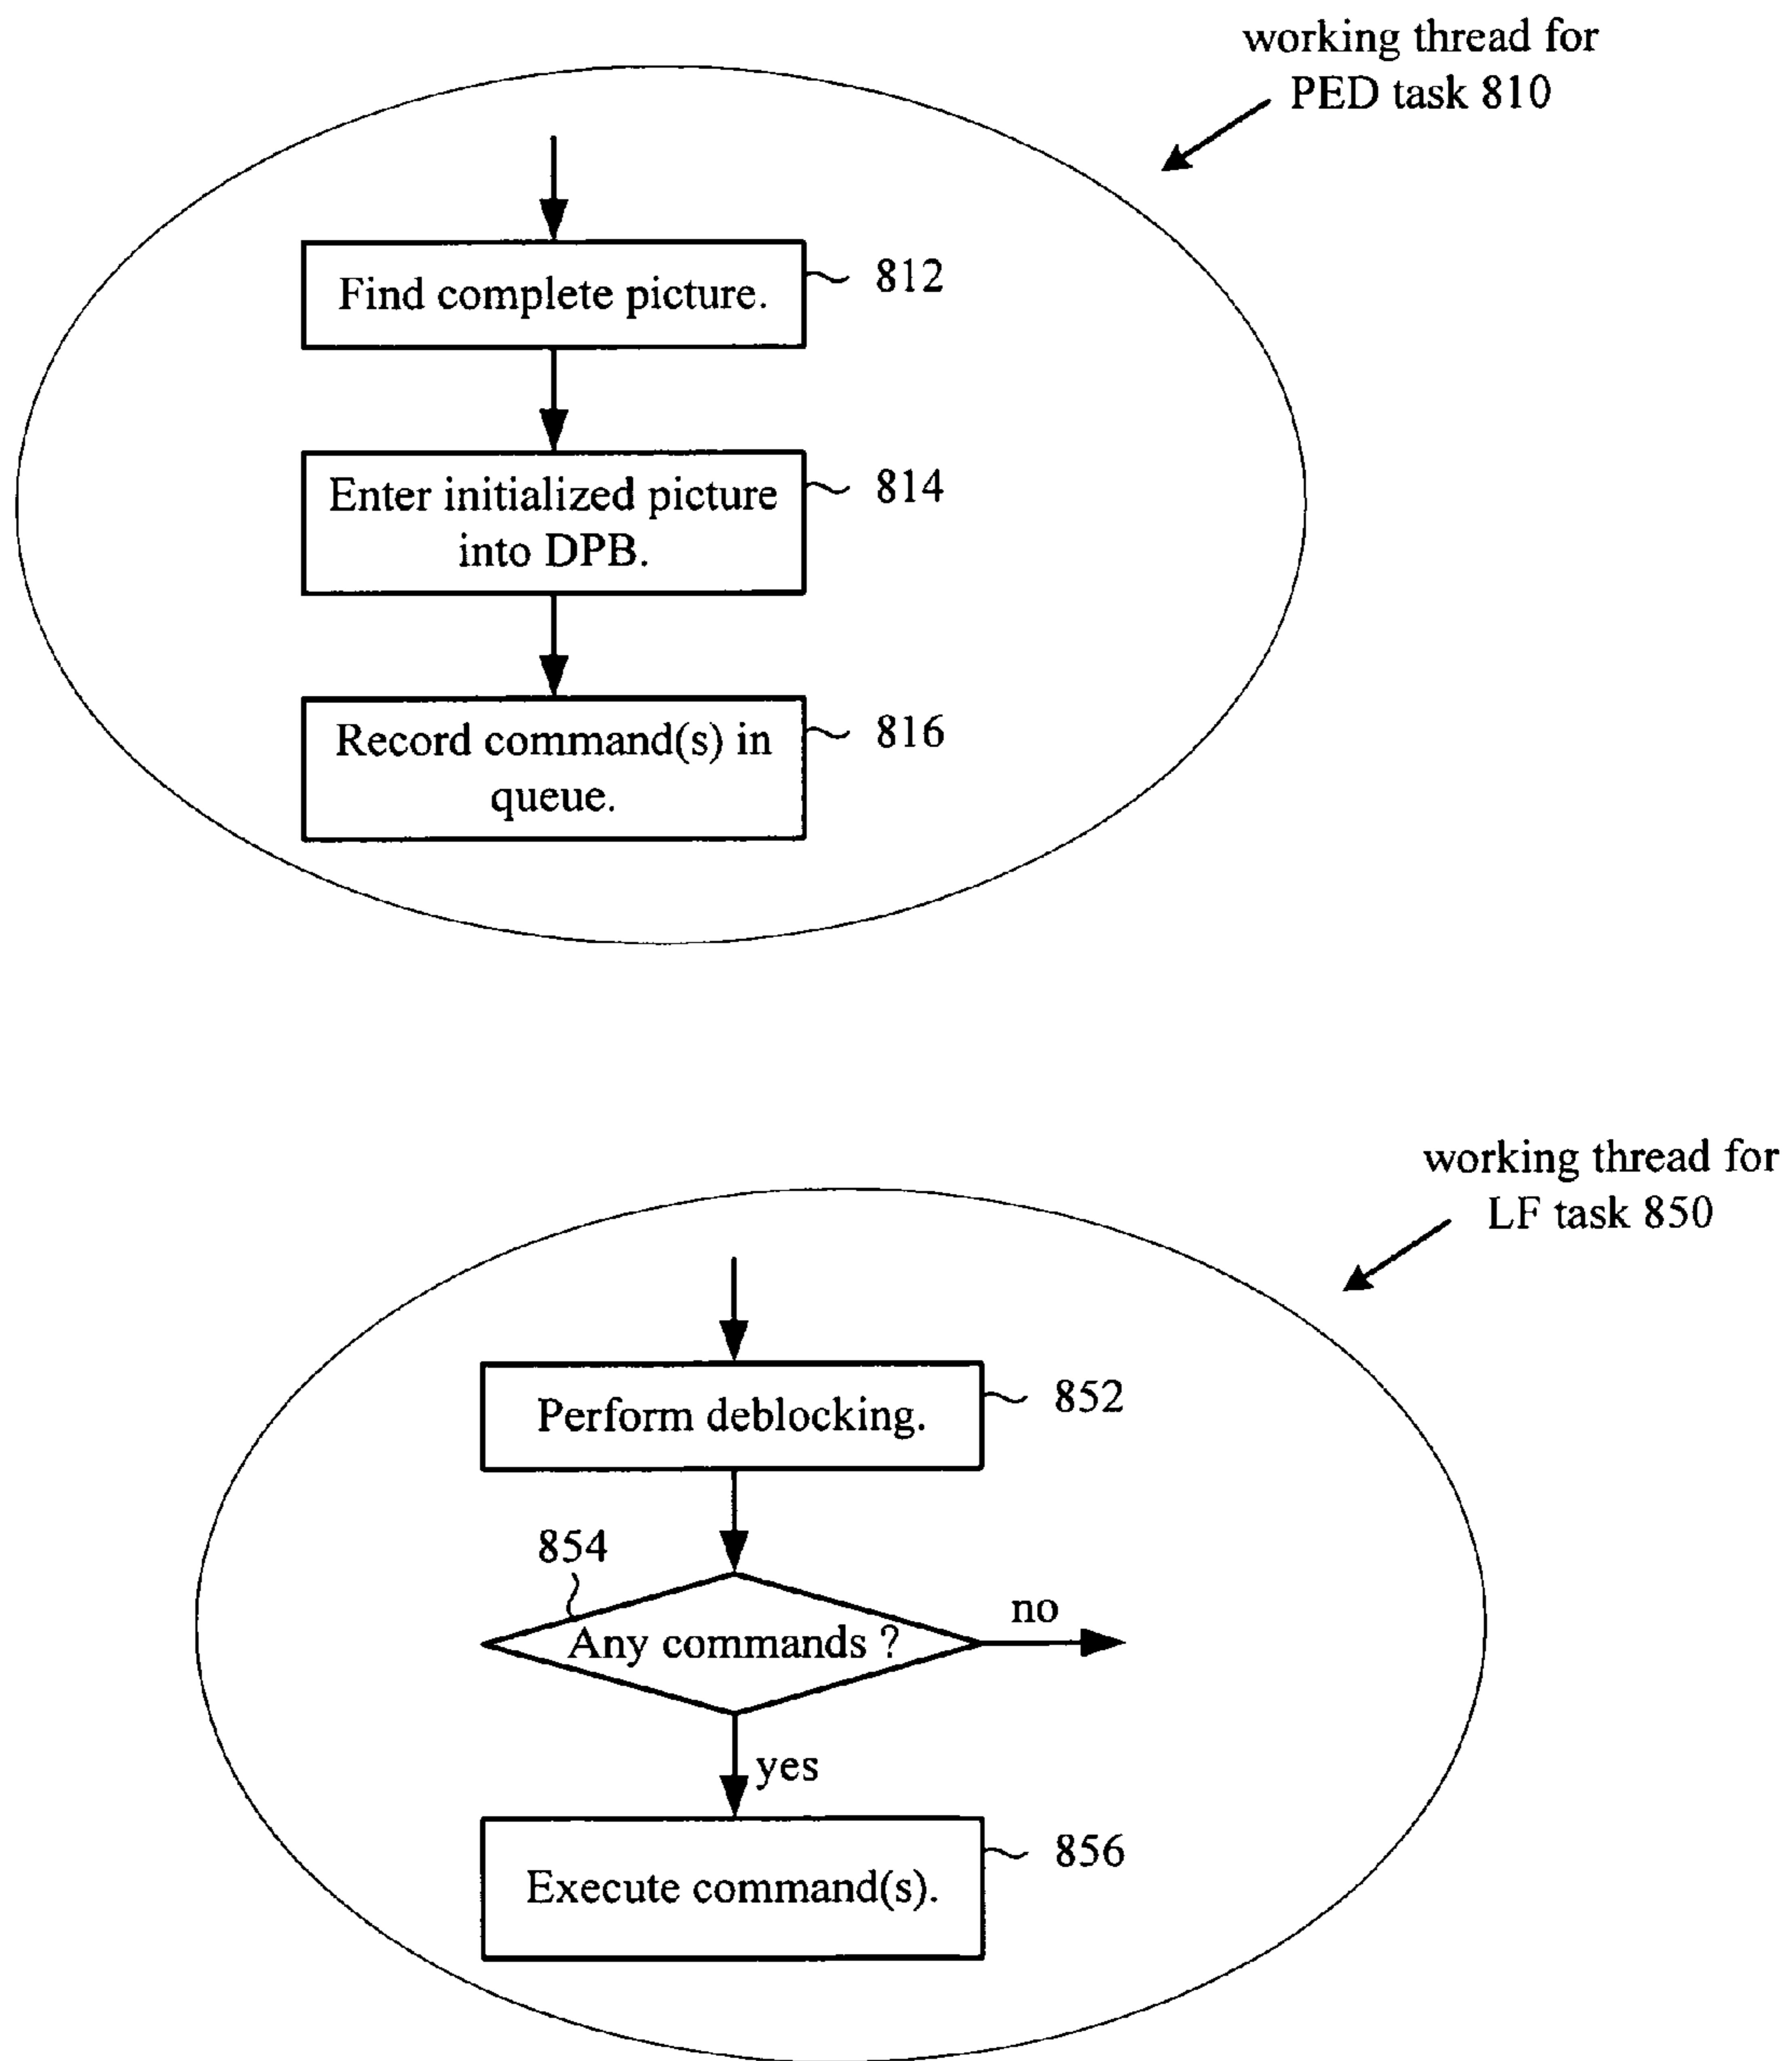 working thread for
PED task 810
Find complete picture.
812
Enter initialized picture
into DPB.
814
Record command(s) in
queue.
816
working thread for
LF task 850
Perform deblocking.
852
854
Any commands ?
no
yes
Execute command(s).
856